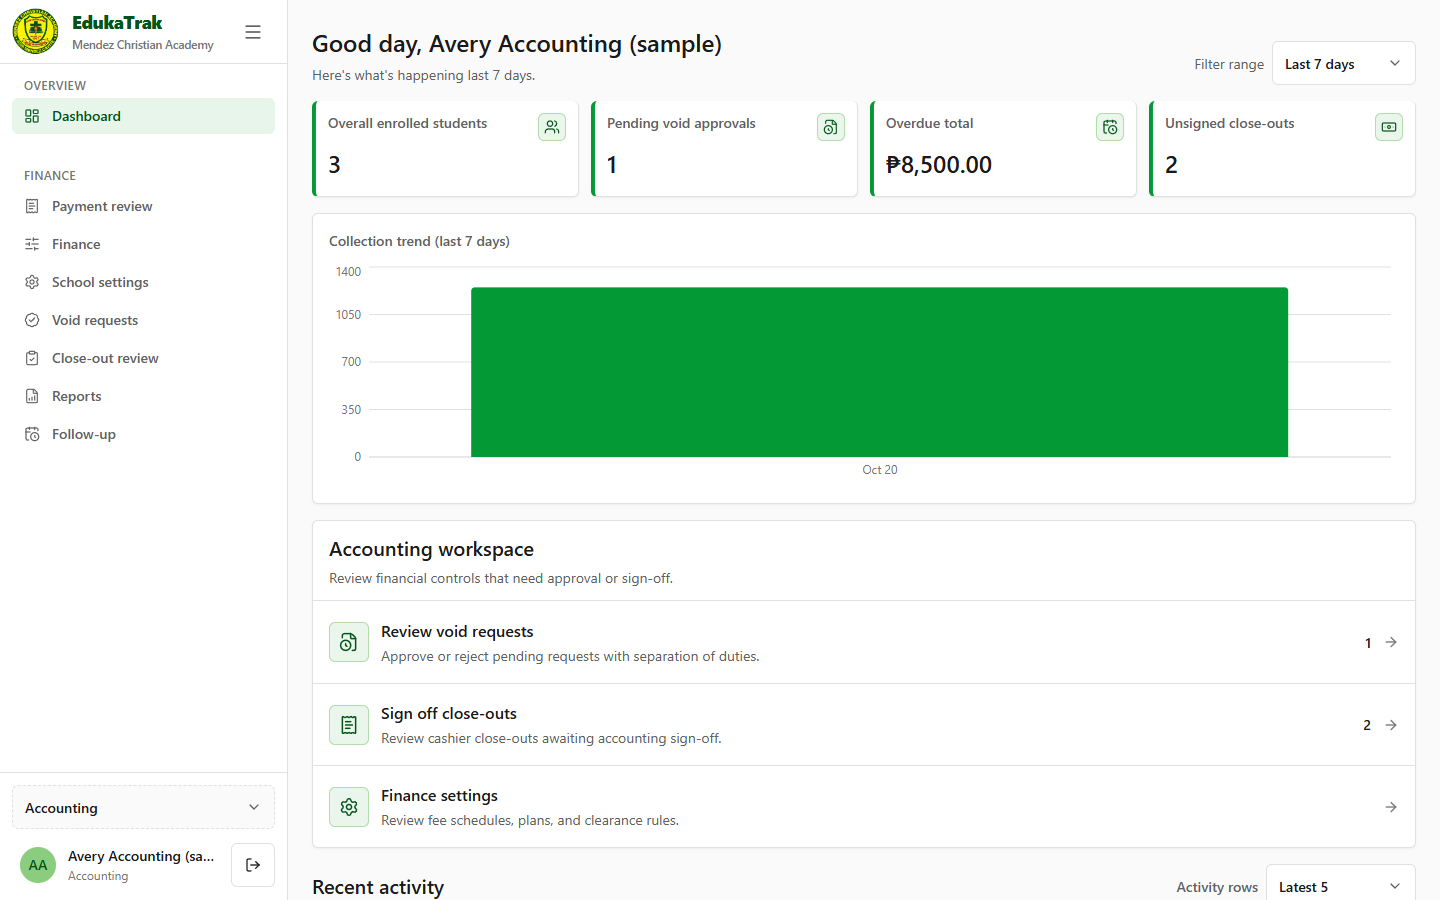 EdukaTrak
Mendez Christian Academy
OVERVIEW
Dashboard
FINANCE
Payment review
Finance
School settings
Void requests
Close-out review
Reports
Follow-up
Accounting
AA
Avery Accounting (sa...
Accounting
Good day, Avery Accounting (sample)
Here's what's happening last 7 days.
Filter range
Last 7 days
Overall enrolled students
3
Pending void approvals
1
Overdue total
₱8,500.00
Unsigned close-outs
2
Collection trend (last 7 days)
1400
1050
700
350
0
Oct 20
Accounting workspace
Review financial controls that need approval or sign-off.
Review void requests
Approve or reject pending requests with separation of duties.
1
Sign off close-outs
Review cashier close-outs awaiting accounting sign-off.
2
Finance settings
Review fee schedules, plans, and clearance rules.
Recent activity
Activity rows
Latest 5